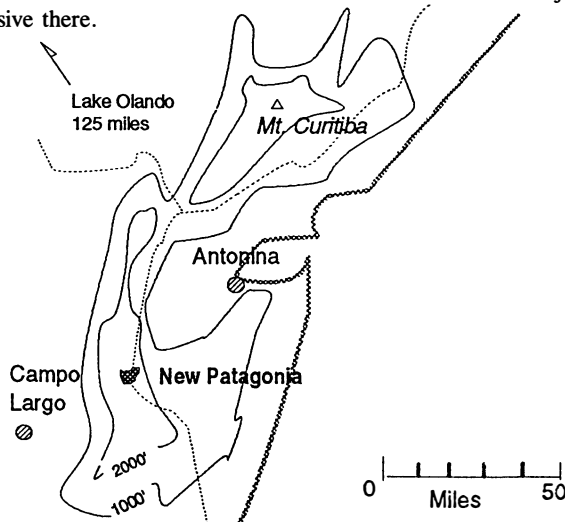 sive there.
Lake Olando
125 miles
Mt. Curitiba
Antonina
Campo
Largo
New Patagonia
2000'
1000'
0
50
Miles